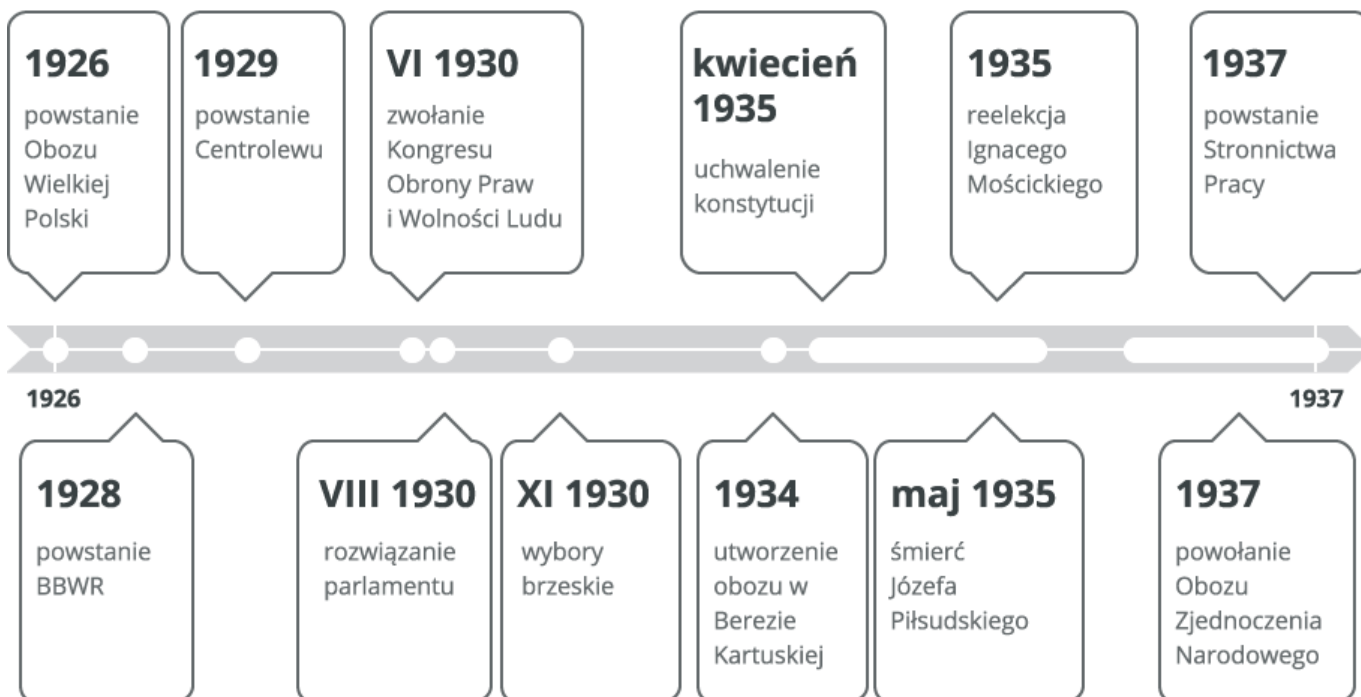 1926
powstanie
Obozu
Wielkiej
Polski
1929
powstanie
Centrolewu
VI 1930
zwołanie
Kongresu
Obrony Praw
i Wolności Ludu
kwiecień
1935
uchwalenie
konstytucji
1935
reelekcja
Ignacego
Mościckiego
1937
powstanie
Stronnictwa
Pracy
1926
1937
1928
powstanie
BBWR
VIII 1930
rozwiązanie
parlamentu
XI 1930
wybory
brzeskie
1934
utworzenie
obozu w
Berezie
Kartuskiej
maj 1935
śmierć
Józefa
Piłsudskiego
1937
powołanie
Obozu
Zjednoczenia
Narodowego